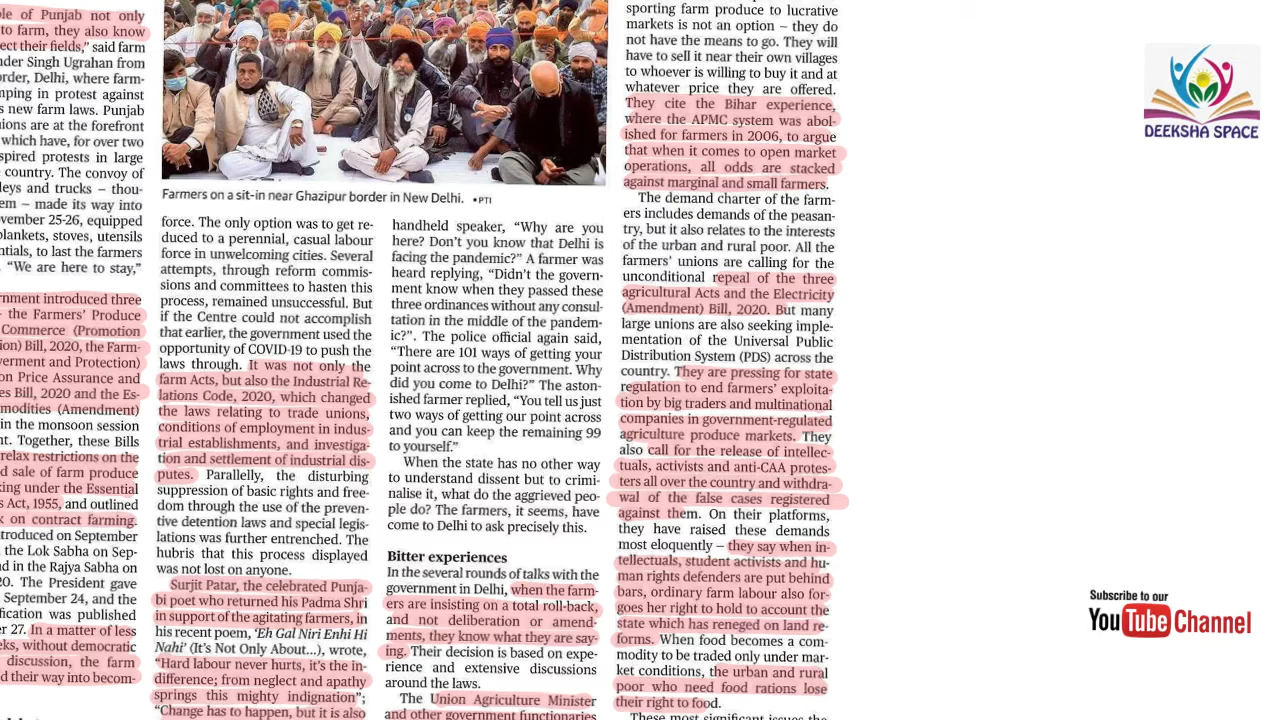 ple of Punjab not only
to farm, they also know
ect their fields,” said farm
nder Singh Ugrahan from
order, Delhi, where farm-
mping in protest against
s new farm laws. Punjab
ions are at the forefront
which have, for over two
spired protests in large
country. The convoy of
leys and trucks – thou-
em – made its way into
vember 25-26, equipped
blankets, stoves, utensils
ntials, to last the farmers
“We are here to stay,”
rnment introduced three
– the Farmers’ Produce
Commerce (Promotion
ion) Bill, 2020, the Farm-
verment and Protection)
on Price Assurance and
es Bill, 2020 and the Es-
modities (Amendment)
in the monsoon session
nt. Together, these Bills
relax restrictions on the
d sale of farm produce
king under the Essential
s Act, 1955, and outlined
k on contract farming.
troduced on September
the Lok Sabha on Sep-
nd in the Rajya Sabha on
20. The President gave
September 24, and the
fication was published
r 27. In a matter of less
eks, without democratic
discussion, the farm
d their way into becom-
Farmers on a sit-in near Ghazipur border in New Delhi. •PTI
force. The only option was to get re-
duced to a perennial, casual labour
force in unwelcoming cities. Several
attempts, through reform commis-
sions and committees to hasten this
process, remained unsuccessful. But
if the Centre could not accomplish
that earlier, the government used the
opportunity of COVID-19 to push the
laws through. It was not only the
farm Acts, but also the Industrial Re-
lations Code, 2020, which changed
the laws relating to trade unions,
conditions of employment in indus-
trial establishments, and investiga-
tion and settlement of industrial dis-
putes. Parallelly, the disturbing
suppression of basic rights and free-
dom through the use of the preven-
tive detention laws and special legis-
lations was further entrenched. The
hubris that this process displayed
was not lost on anyone.
Surjit Patar, the celebrated Punja-
bi poet who returned his Padma Shri
in support of the agitating farmers, in
his recent poem, ‘Eh Gal Niri Enhi Hi
Nahi’ (It’s Not Only About...), wrote,
“Hard labour never hurts, it’s the in-
difference; from neglect and apathy
springs this mighty indignation”;
“Change has to happen, but it is also
handheld speaker, “Why are you
here? Don’t you know that Delhi is
facing the pandemic?” A farmer was
heard replying, “Didn’t the govern-
ment know when they passed these
three ordinances without any consul-
tation in the middle of the pandem-
ic?”. The police official again said,
“There are 101 ways of getting your
point across to the government. Why
did you come to Delhi?” The aston-
ished farmer replied, “You tell us just
two ways of getting our point across
and you can keep the remaining 99
to yourself.”
When the state has no other way
to understand dissent but to crimi-
nalise it, what do the aggrieved peo-
ple do? The farmers, it seems, have
come to Delhi to ask precisely this.
Bitter experiences
In the several rounds of talks with the
government in Delhi, when the farm-
ers are insisting on a total roll-back,
and not deliberation or amend-
ments, they know what they are say-
ing. Their decision is based on expe-
rience and extensive discussions
around the laws.
The Union Agriculture Minister
and other government functionaries
sporting farm produce to lucrative
markets is not an option – they do
not have the means to go. They will
have to sell it near their own villages
to whoever is willing to buy it and at
whatever price they are offered.
They cite the Bihar experience,
where the APMC system was abol-
ished for farmers in 2006, to argue
that when it comes to open market
operations, all odds are stacked
against marginal and small farmers.
The demand charter of the farm-
ers includes demands of the peasan-
try, but it also relates to the interests
of the urban and rural poor. All the
farmers’ unions are calling for the
unconditional repeal of the three
agricultural Acts and the Electricity
(Amendment) Bill, 2020. But many
large unions are also seeking imple-
mentation of the Universal Public
Distribution System (PDS) across the
country. They are pressing for state
regulation to end farmers’ exploita-
tion by big traders and multinational
companies in government-regulated
agriculture produce markets. They
also call for the release of intellec-
tuals, activists and anti-CAA protes-
ters all over the country and withdra-
wal of the false cases registered
against them. On their platforms,
they have raised these demands
most eloquently – they say when in-
tellectuals, student activists and hu-
man rights defenders are put behind
bars, ordinary farm labour also for-
goes her right to hold to account the
state which has reneged on land re-
forms. When food becomes a com-
modity to be traded only under mar-
ket conditions, the urban and rural
poor who need food rations lose
their right to food.
These most significant issues the
DEEKSHA SPACE
Subscribe to our
YouTube Channel